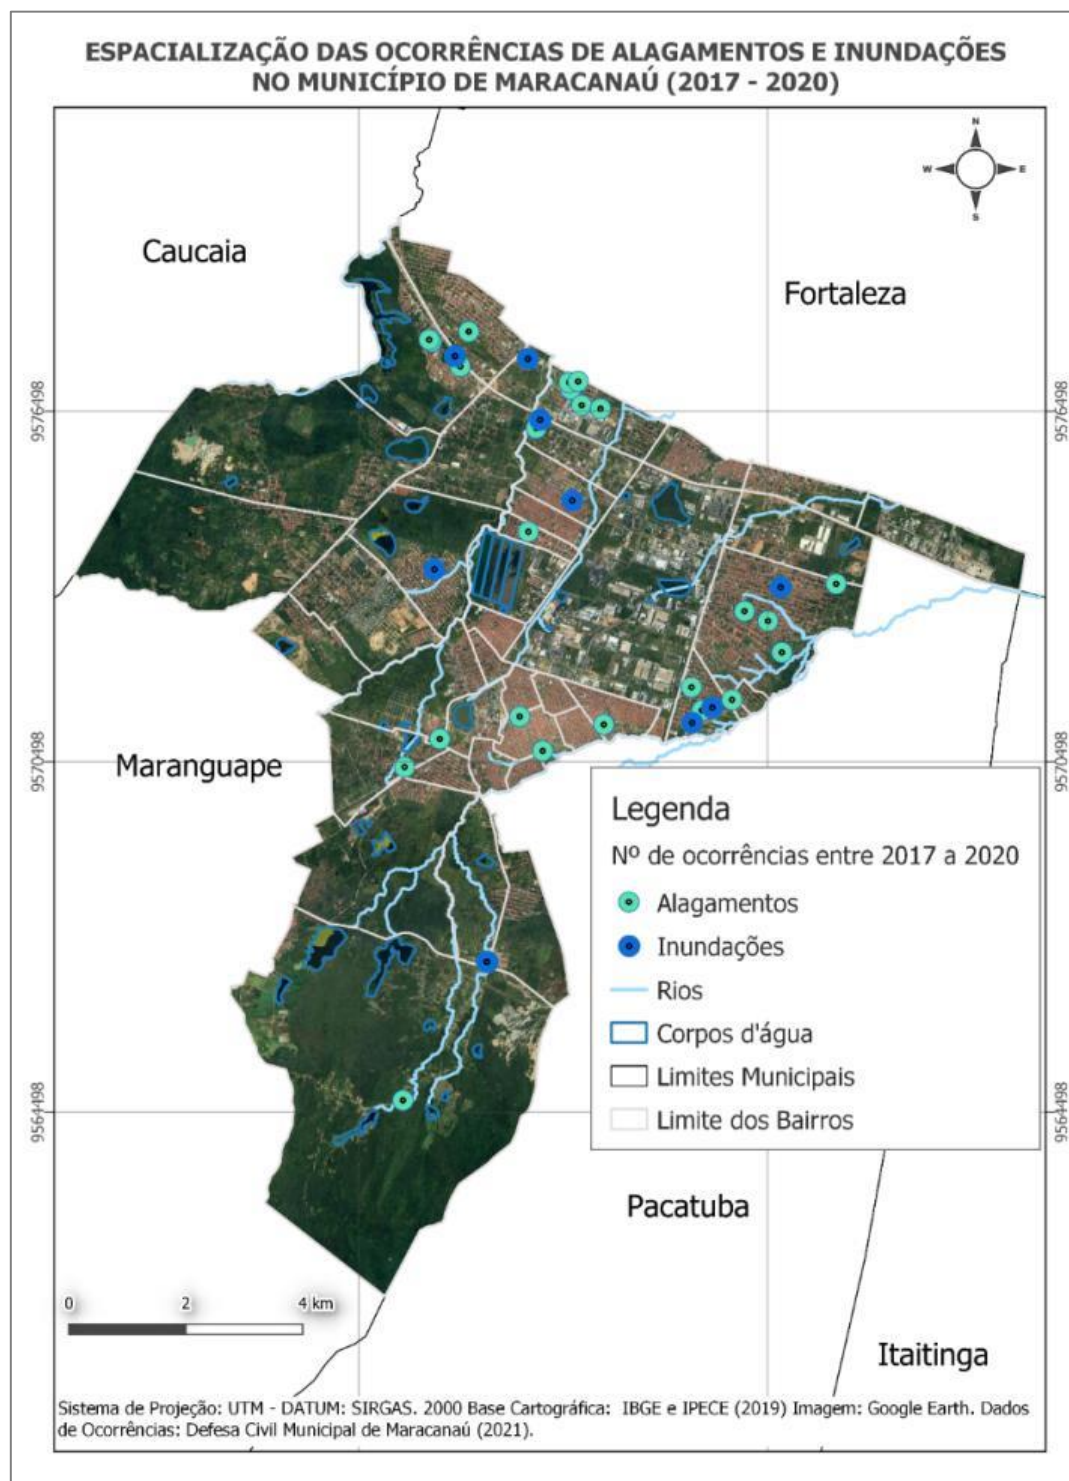 ESPACIALIZAÇÃO DAS OCORRÊNCIAS DE ALAGAMENTOS E INUNDAÇÕES
NO MUNICÍPIO DE MARACANAÚ (2017 - 2020)
N
W
E
S
Caucaia
Fortaleza
9576498
9576498
Maranguape
9570498
9570498
Legenda
Nº de ocorrências entre 2017 a 2020
Alagamentos
Inundações
Rios
Corpos d'água
Limites Municipais
Limite dos Bairros
9564498
9564498
Pacatuba
0
2
4 km
Itaitinga
Sistema de Projeção: UTM - DATUM: SIRGAS. 2000 Base Cartográfica: IBGE e IPECE (2019) Imagem: Google Earth. Dados
de Ocorrências: Defesa Civil Municipal de Maracanaú (2021).